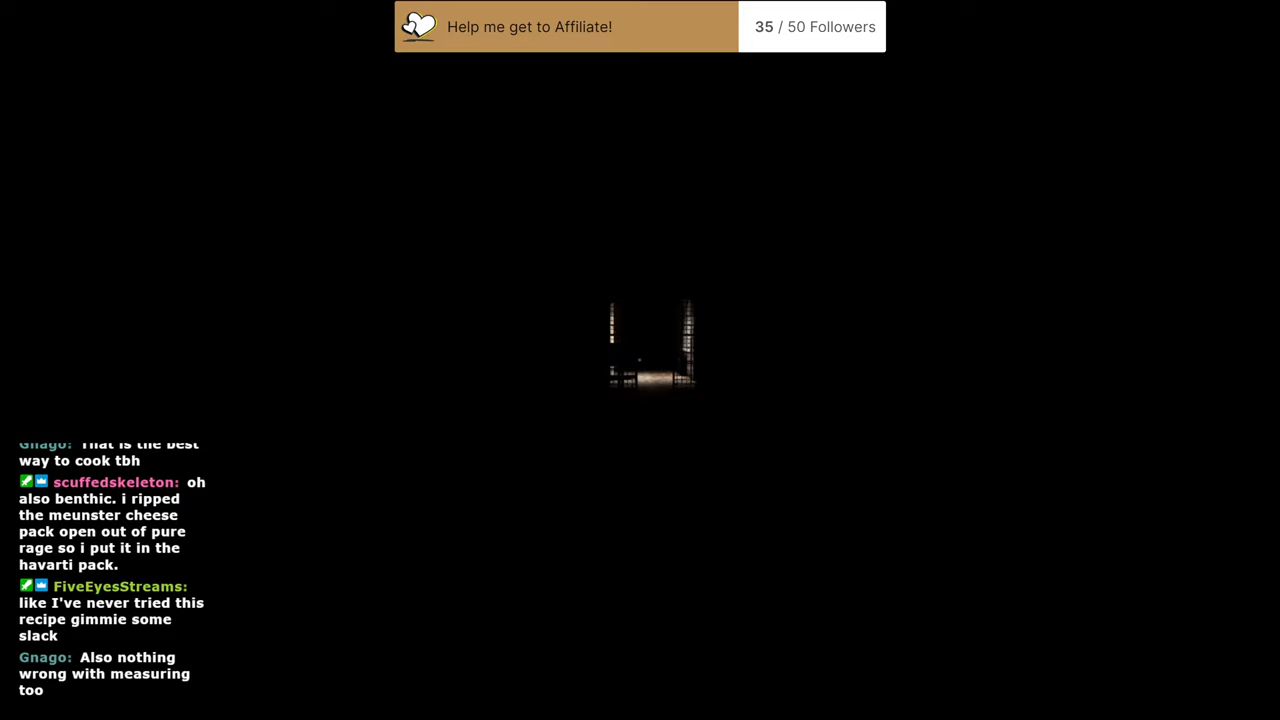 Help me get to Affiliate!
35 / 50 Followers
Gnago: That is the best
way to cook tbh
scuffedskeleton: oh
also benthic. i ripped
the meunster cheese
pack open out of pure
rage so i put it in the
havarti pack.
FiveEyesStreams:
like I've never tried this
recipe gimmie some
slack
Gnago: Also nothing
wrong with measuring
too